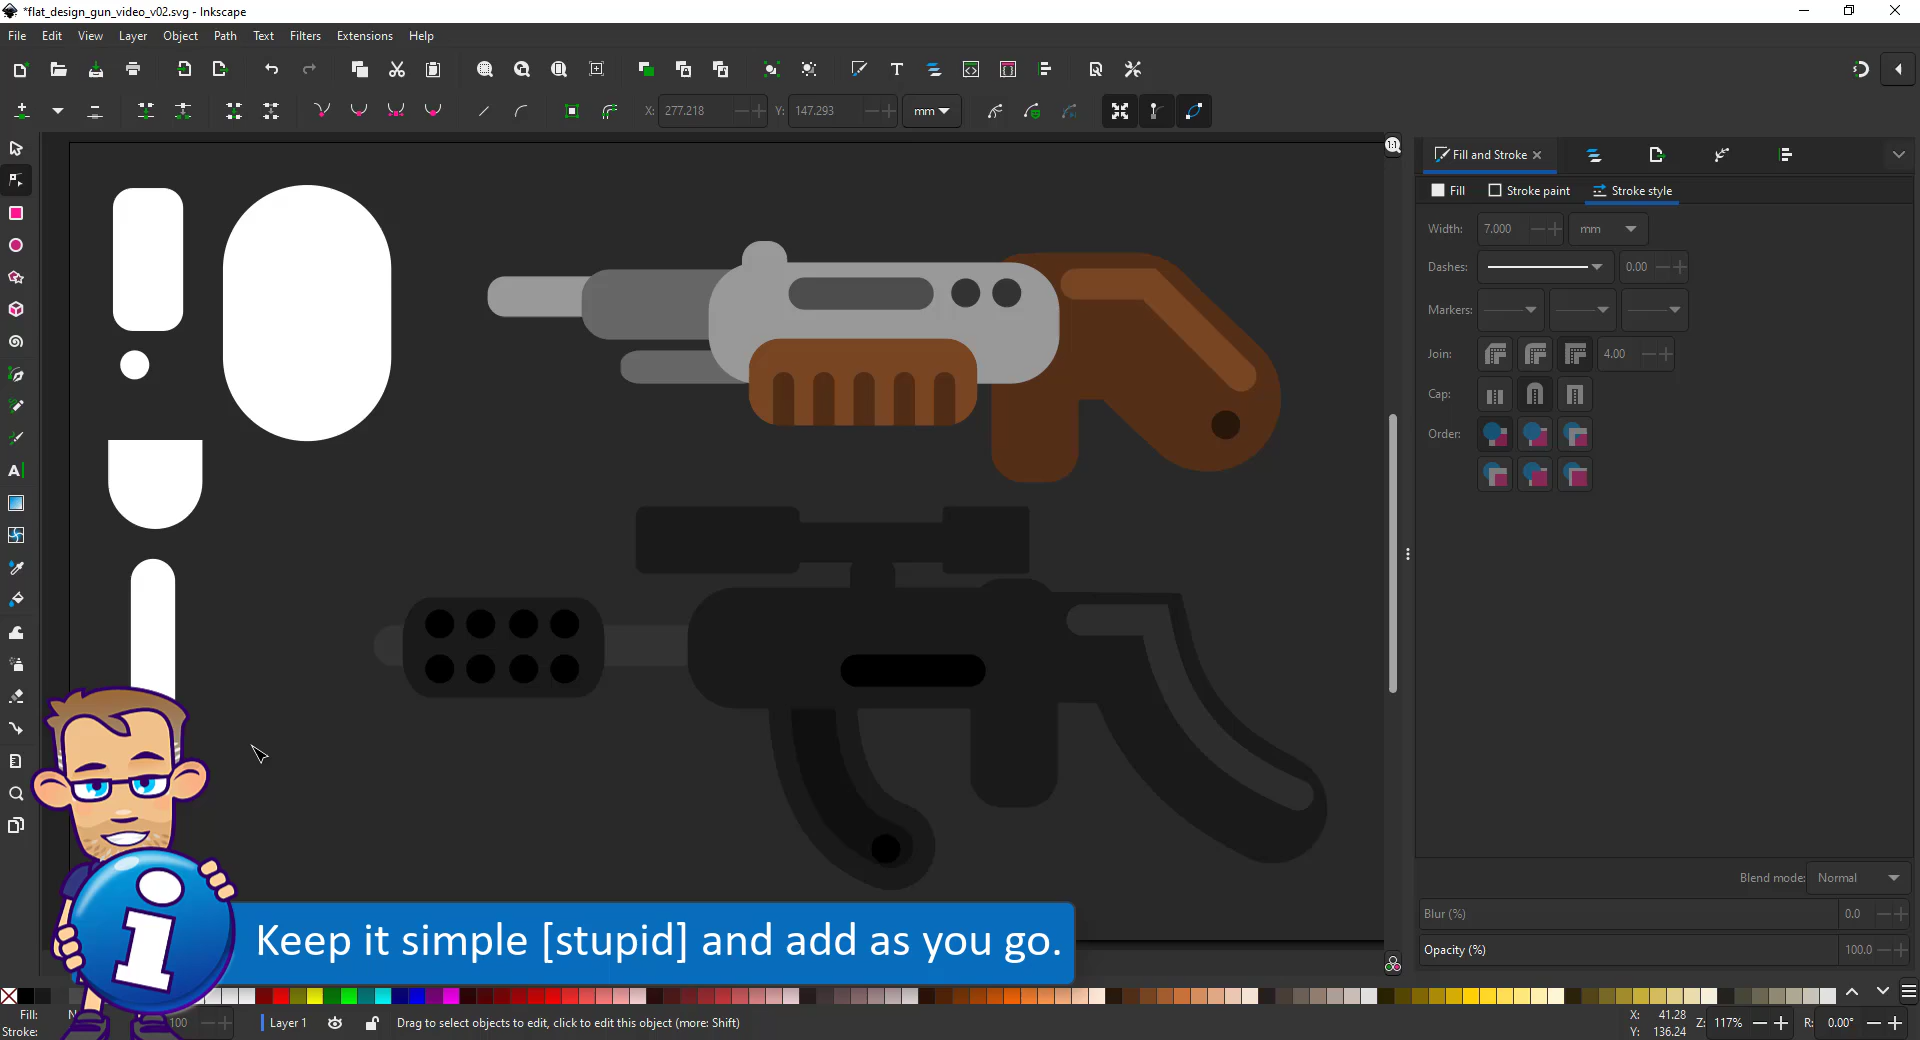 *flat_design_gun_video_v02.svg - Inkscape
File Edit View Layer Object Path Text Filters Extensions Help
X: 277.218 Y: 147.293 mm
1:1
Fill and Stroke
Fill Stroke paint Stroke style
Width: 7.000 mm
Dashes: 0.00
Markers:
Join: 4.00
Cap:
Order:
Blend mode: Normal
Blur (%) 0.0
Opacity (%) 100.0
i
Keep it simple [stupid] and add as you go.
Fill:
Stroke:
100
Layer 1
Drag to select objects to edit, click to edit this object (more: Shift)
X: 41.28
Y: 136.24
Z: 117%
R: 0.00°